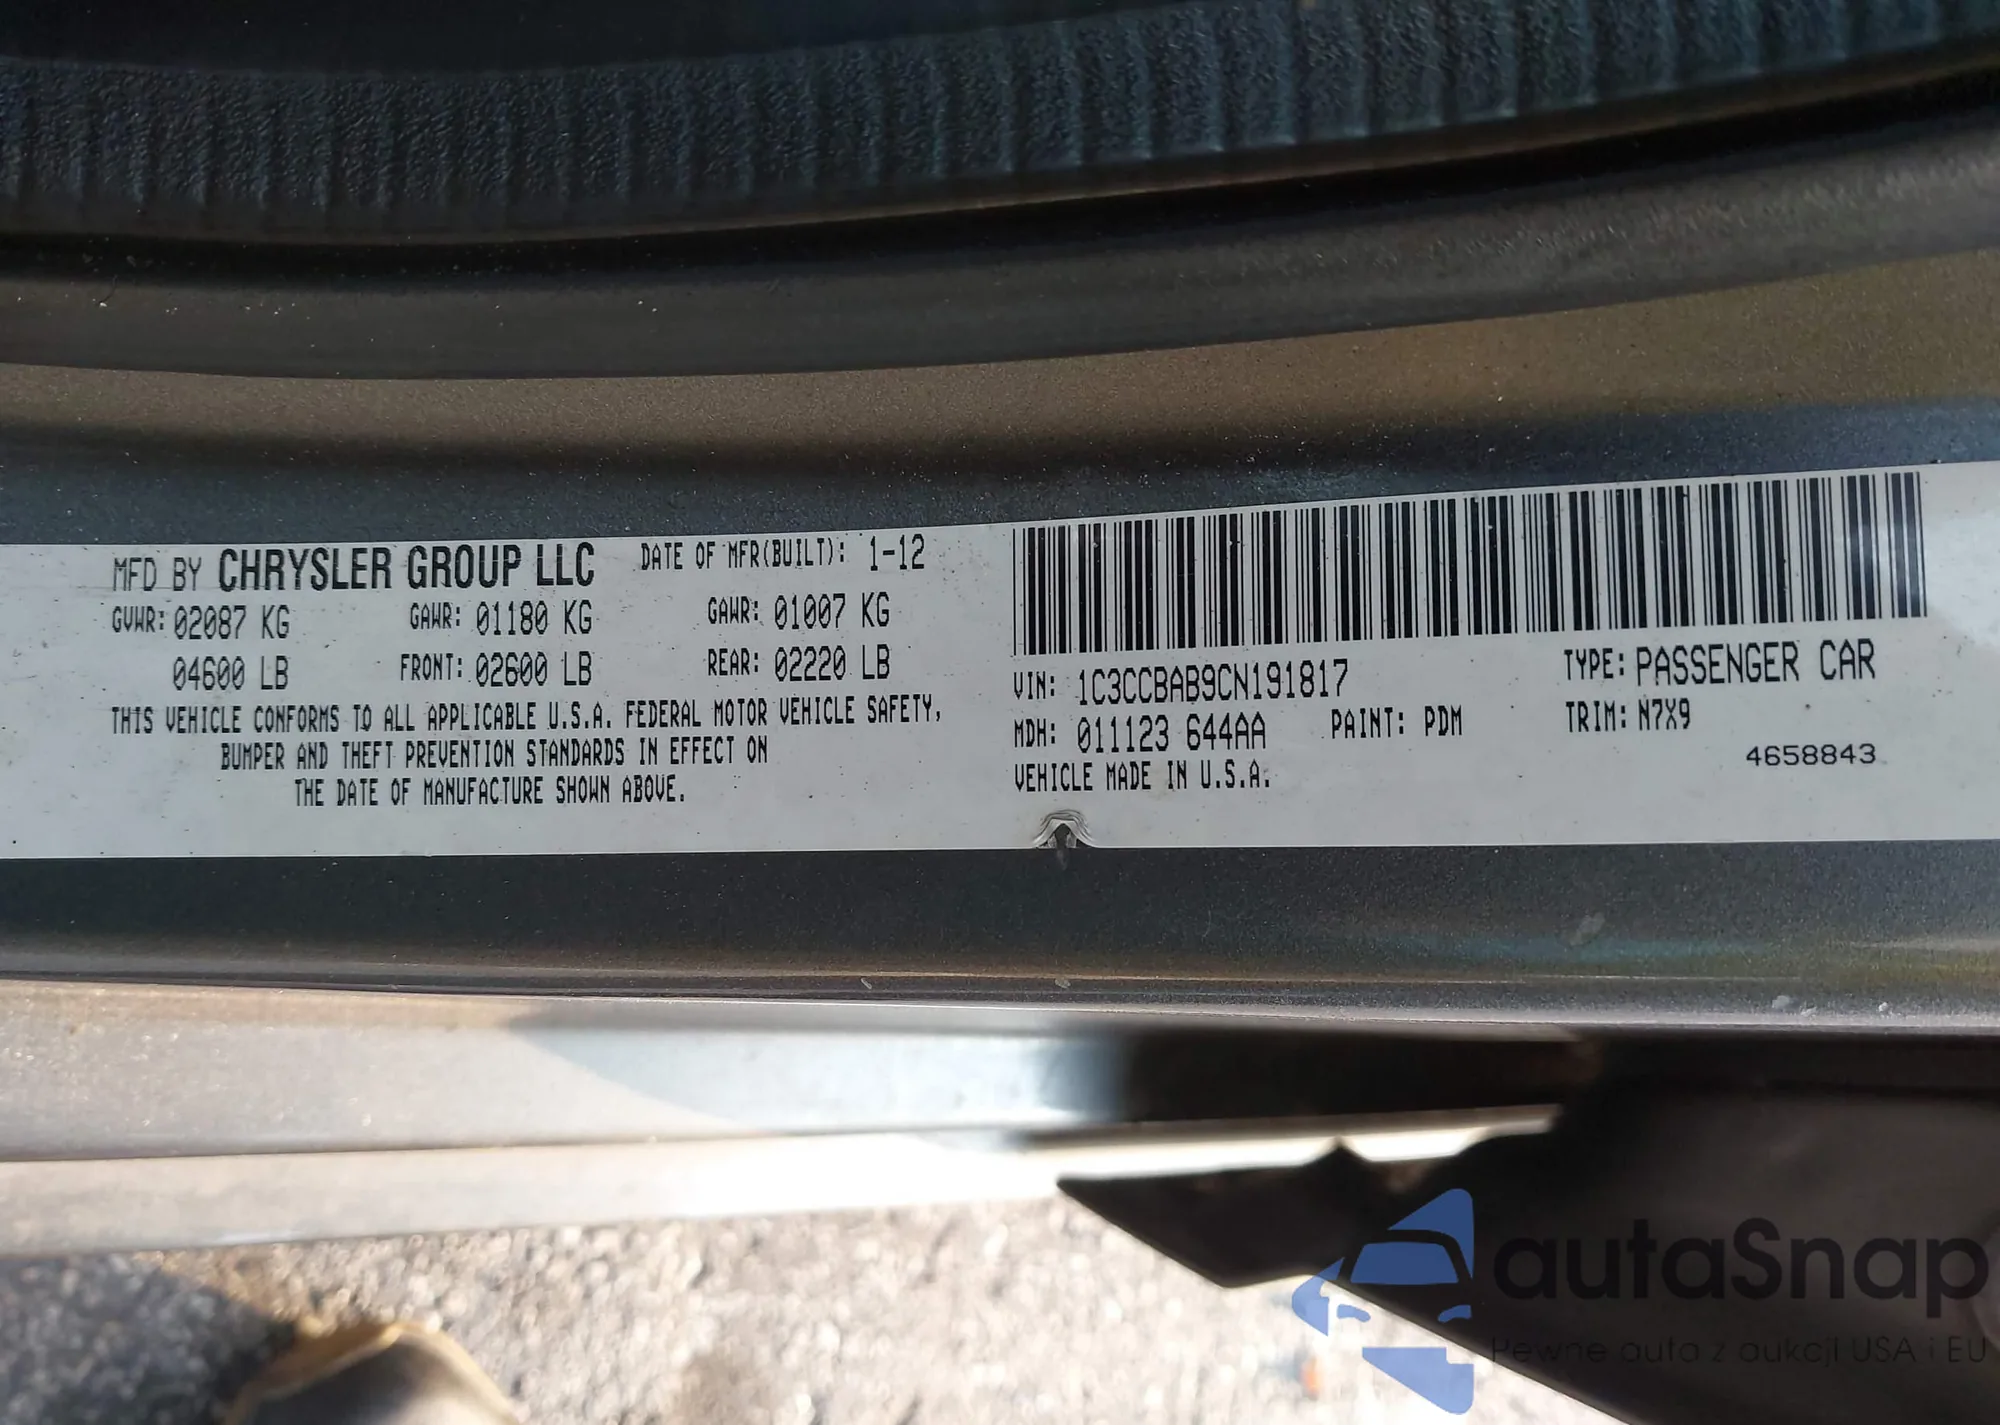 MFD BY CHRYSLER GROUP LLC DATE OF MFR(BUILT): 1-12
GVWR: 02087 KG GAWR: 01180 KG GAWR: 01007 KG
04600 LB FRONT: 02600 LB REAR: 02220 LB
THIS VEHICLE CONFORMS TO ALL APPLICABLE U.S.A. FEDERAL MOTOR VEHICLE SAFETY,
BUMPER AND THEFT PREVENTION STANDARDS IN EFFECT ON
THE DATE OF MANUFACTURE SHOWN ABOVE.
VIN: 1C3CCBAB9CN191817 TYPE: PASSENGER CAR
MDH: 011123 644AA PAINT: PDM TRIM: N7X9
VEHICLE MADE IN U.S.A. 4658843
autaSnap
Pewne auta z aukcji USA i EU